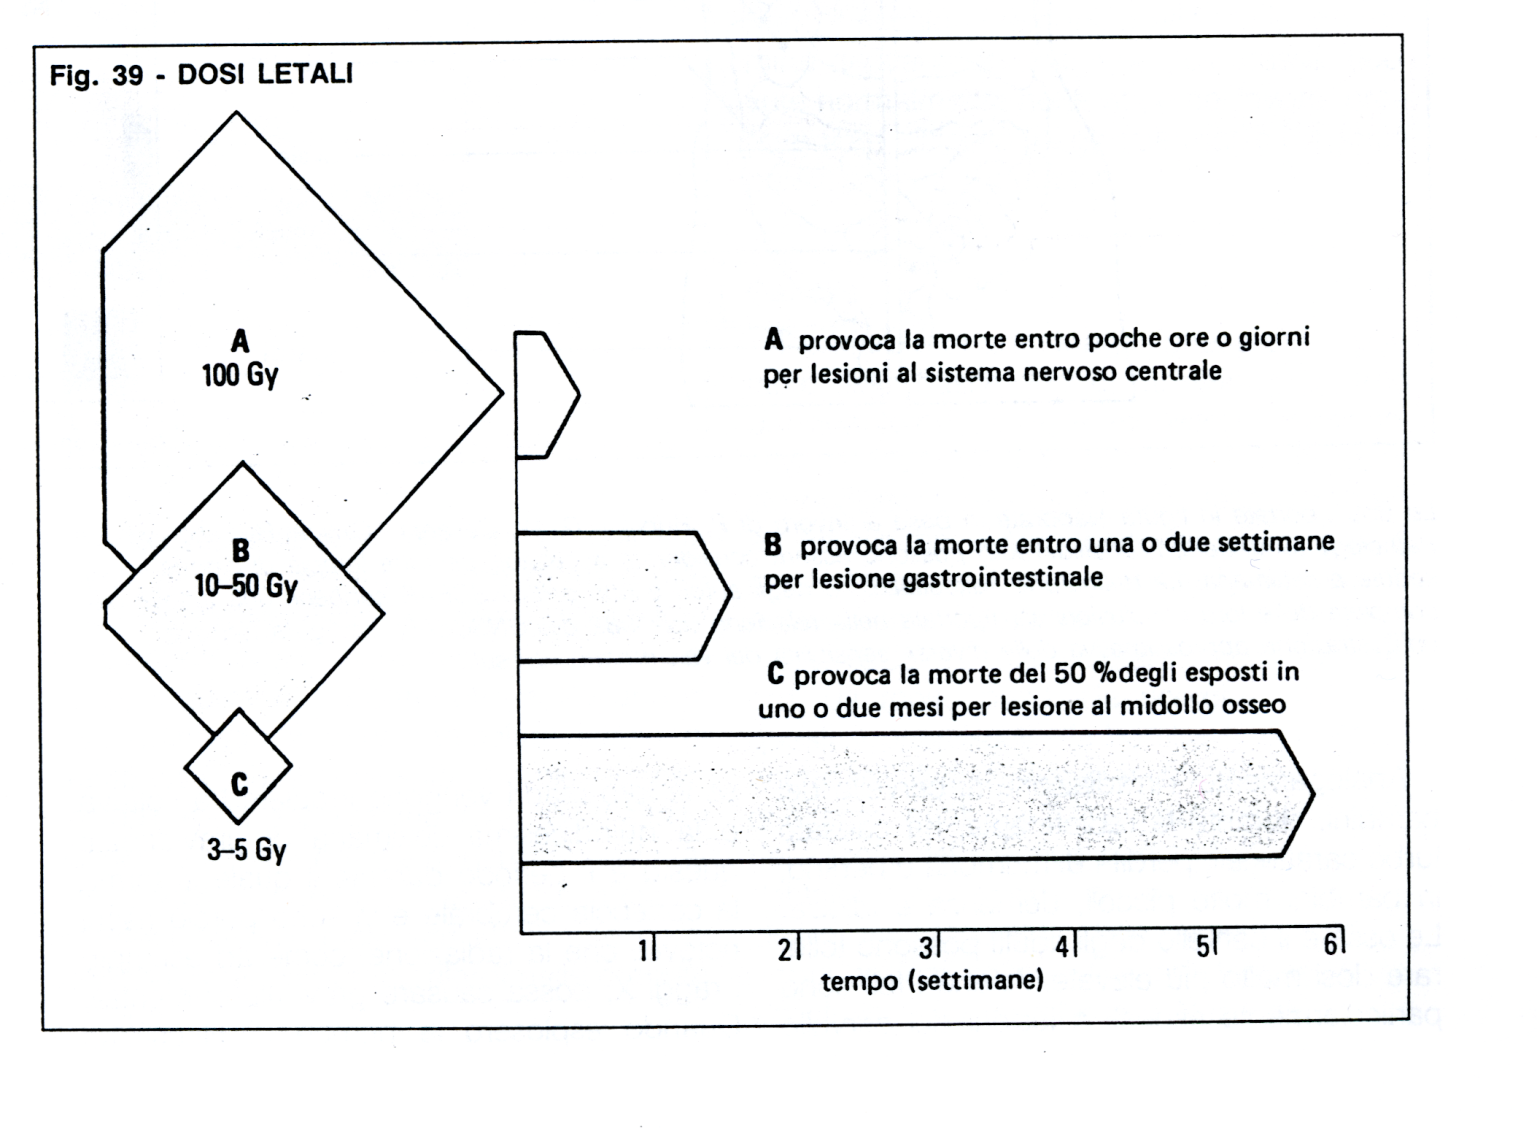 Fig. 39 - DOSI LETALI
A
100 Gy
B
10–50 Gy
C
3–5 Gy
A provoca la morte entro poche ore o giorni
per lesioni al sistema nervoso centrale
B provoca la morte entro una o due settimane
per lesione gastrointestinale
C provoca la morte del 50 %degli esposti in
uno o due mesi per lesione al midollo osseo
1 2 3 4 5 6
tempo (settimane)